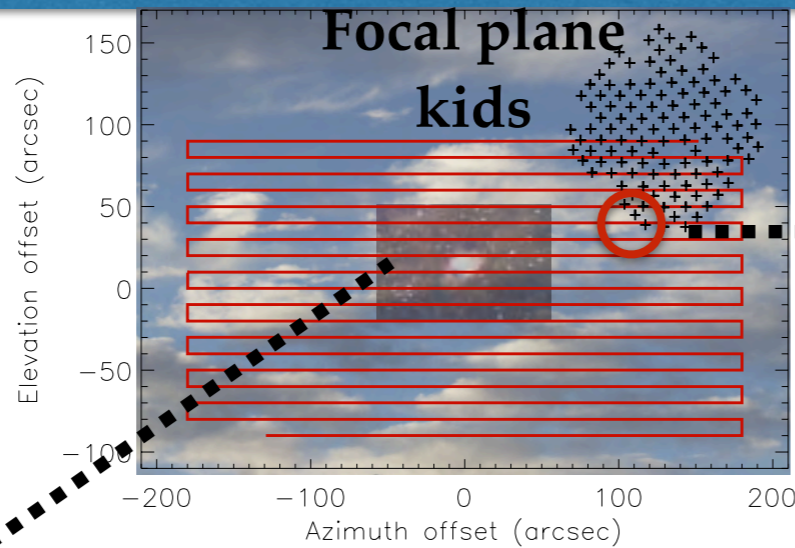 Focal plane
kids
Elevation offset (arcsec)
150
100
50
0
−50
−100
−200
−100
0
100
200
Azimuth offset (arcsec)